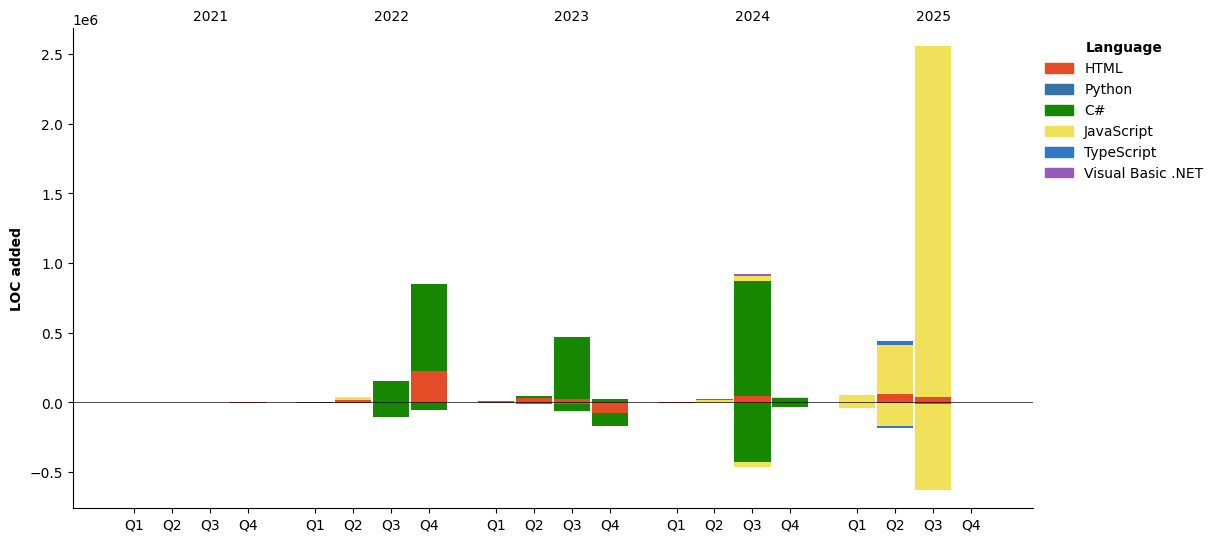 1e6
2021 2022 2023 2024 2025
2.5
2.0
1.5
1.0
0.5
0.0
−0.5
LOC added
Q1 Q2 Q3 Q4 Q1 Q2 Q3 Q4 Q1 Q2 Q3 Q4 Q1 Q2 Q3 Q4 Q1 Q2 Q3 Q4
Language
HTML
Python
C#
JavaScript
TypeScript
Visual Basic .NET